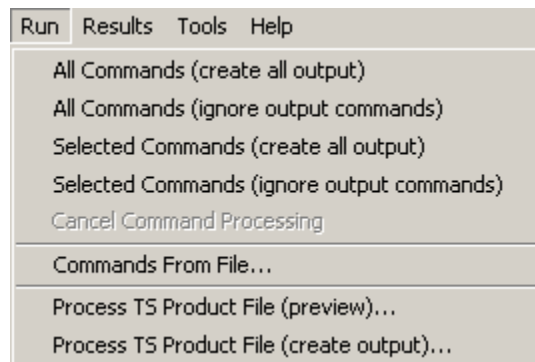 Run Results Tools Help
All Commands (create all output)
All Commands (ignore output commands)
Selected Commands (create all output)
Selected Commands (ignore output commands)
Cancel Command Processing
Commands From File...
Process TS Product File (preview)...
Process TS Product File (create output)...